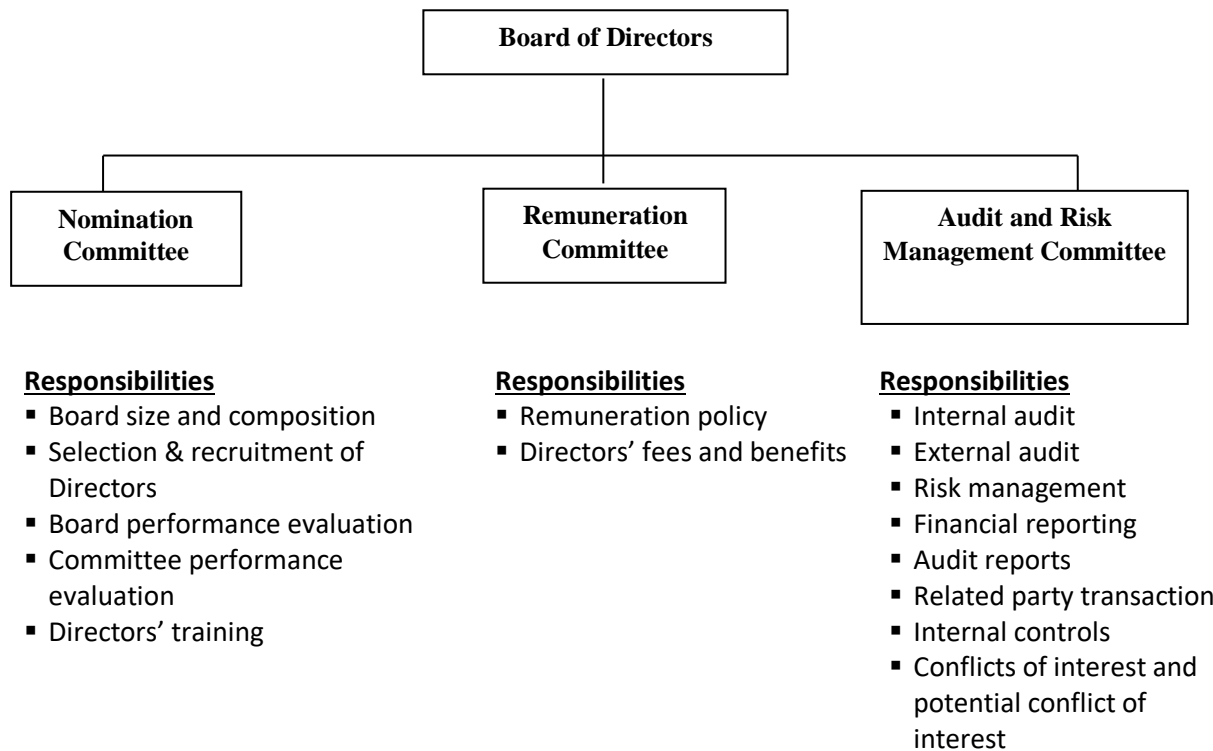 Board of Directors
Nomination
Committee
Remuneration
Committee
Audit and Risk
Management Committee
Responsibilities
▪ Board size and composition
▪ Selection & recruitment of
Directors
▪ Board performance evaluation
▪ Committee performance
evaluation
▪ Directors’ training
Responsibilities
▪ Remuneration policy
▪ Directors’ fees and benefits
Responsibilities
▪ Internal audit
▪ External audit
▪ Risk management
▪ Financial reporting
▪ Audit reports
▪ Related party transaction
▪ Internal controls
▪ Conflicts of interest and
potential conflict of
interest